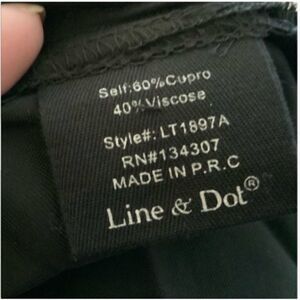 Self:60%Cupro
40%Viscose
Style#: LT1897A
RN#134307
MADE IN P.R.C
Line & Dot®